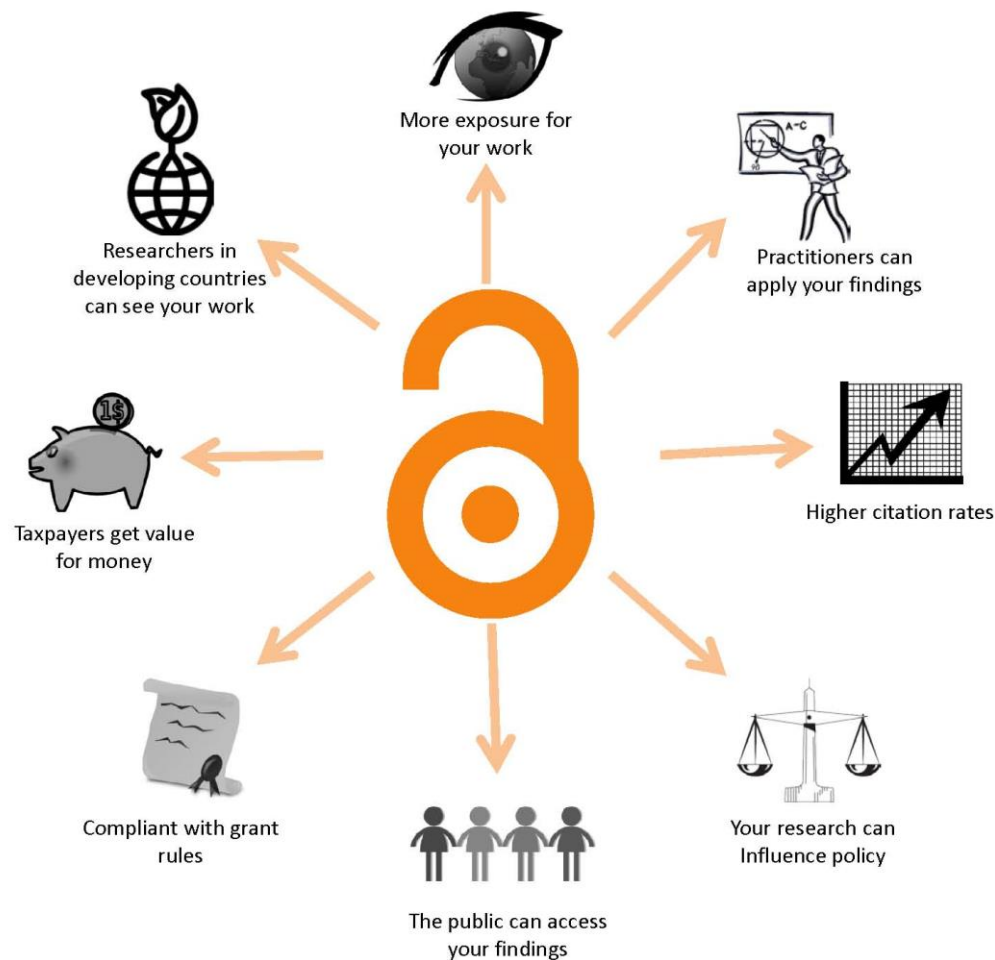 More exposure for
your work
A-C
Practitioners can
apply your findings
Higher citation rates
Your research can
Influence policy
The public can access
your findings
Compliant with grant
rules
1$
Taxpayers get value
for money
Researchers in
developing countries
can see your work